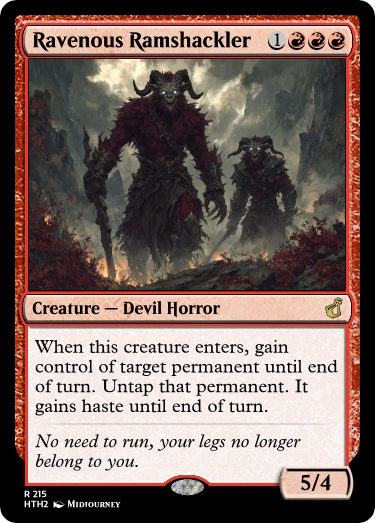 Ravenous Ramshackler 1
Creature — Devil Horror
When this creature enters, gain
control of target permanent until end
of turn. Untap that permanent. It
gains haste until end of turn.
No need to run, your legs no longer
belong to you.
5/4
R 215
HTH2 Midjourney